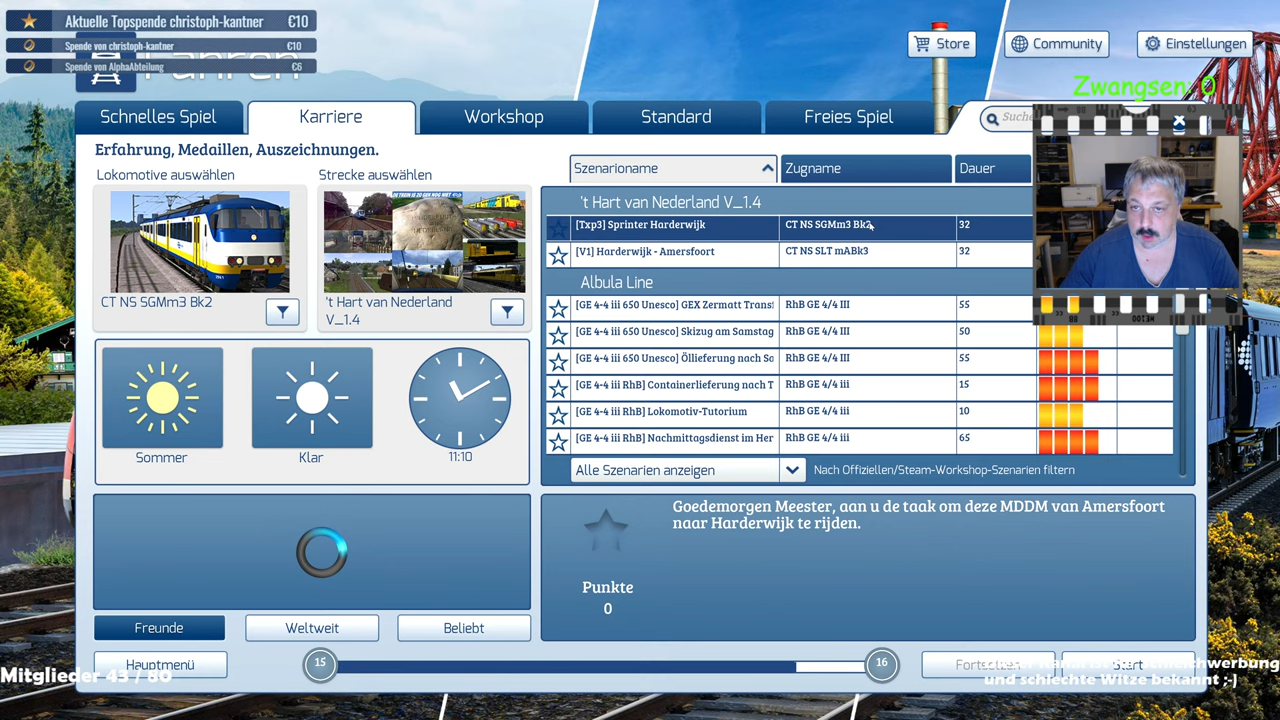 Aktuelle Topspende christoph-kantner €10
Spende von christoph-kantner €10
Spende von AlphaAbteilung €6
Fahren
Store
Community
Einstellungen
Zwangsen: 0
Schnelles Spiel
Karriere
Workshop
Standard
Freies Spiel
Suche
Erfahrung, Medaillen, Auszeichnungen.
Lokomotive auswählen
Strecke auswählen
CT NS SGMm3 Bk2
't Hart van Nederland
V_1.4
Szenarioname Zugname Dauer
't Hart van Nederland V_1.4
[Txp3] Sprinter Harderwijk CT NS SGMm3 Bk2 32
[V1] Harderwijk - Amersfoort CT NS SLT mABk3 32
Albula Line
[GE 4-4 iii 650 Unesco] GEX Zermatt Trans RhB GE 4/4 III 55
[GE 4-4 iii 650 Unesco] Skizug am Samstag RhB GE 4/4 III 50
[GE 4-4 iii 650 Unesco] Öllieferung nach Sa RhB GE 4/4 III 55
[GE 4-4 iii RhB] Containerlieferung nach T RhB GE 4/4 iii 15
[GE 4-4 iii RhB] Lokomotiv-Tutorium RhB GE 4/4 iii 10
[GE 4-4 iii RhB] Nachmittagsdienst im Her RhB GE 4/4 iii 65
Alle Szenarien anzeigen
Nach Offiziellen/Steam-Workshop-Szenarien filtern
Sommer
Klar
11:10
Goedemorgen Meester, aan u de taak om deze MDDM van Amersfoort
naar Harderwijk te rijden.
Punkte
0
Freunde
Weltweit
Beliebt
Hauptmenü
15
16
Start
Mitglieder 43 / 80
Dieser Kanal ist für Schleichwerbung
und schlechte Witze bekannt ;-)